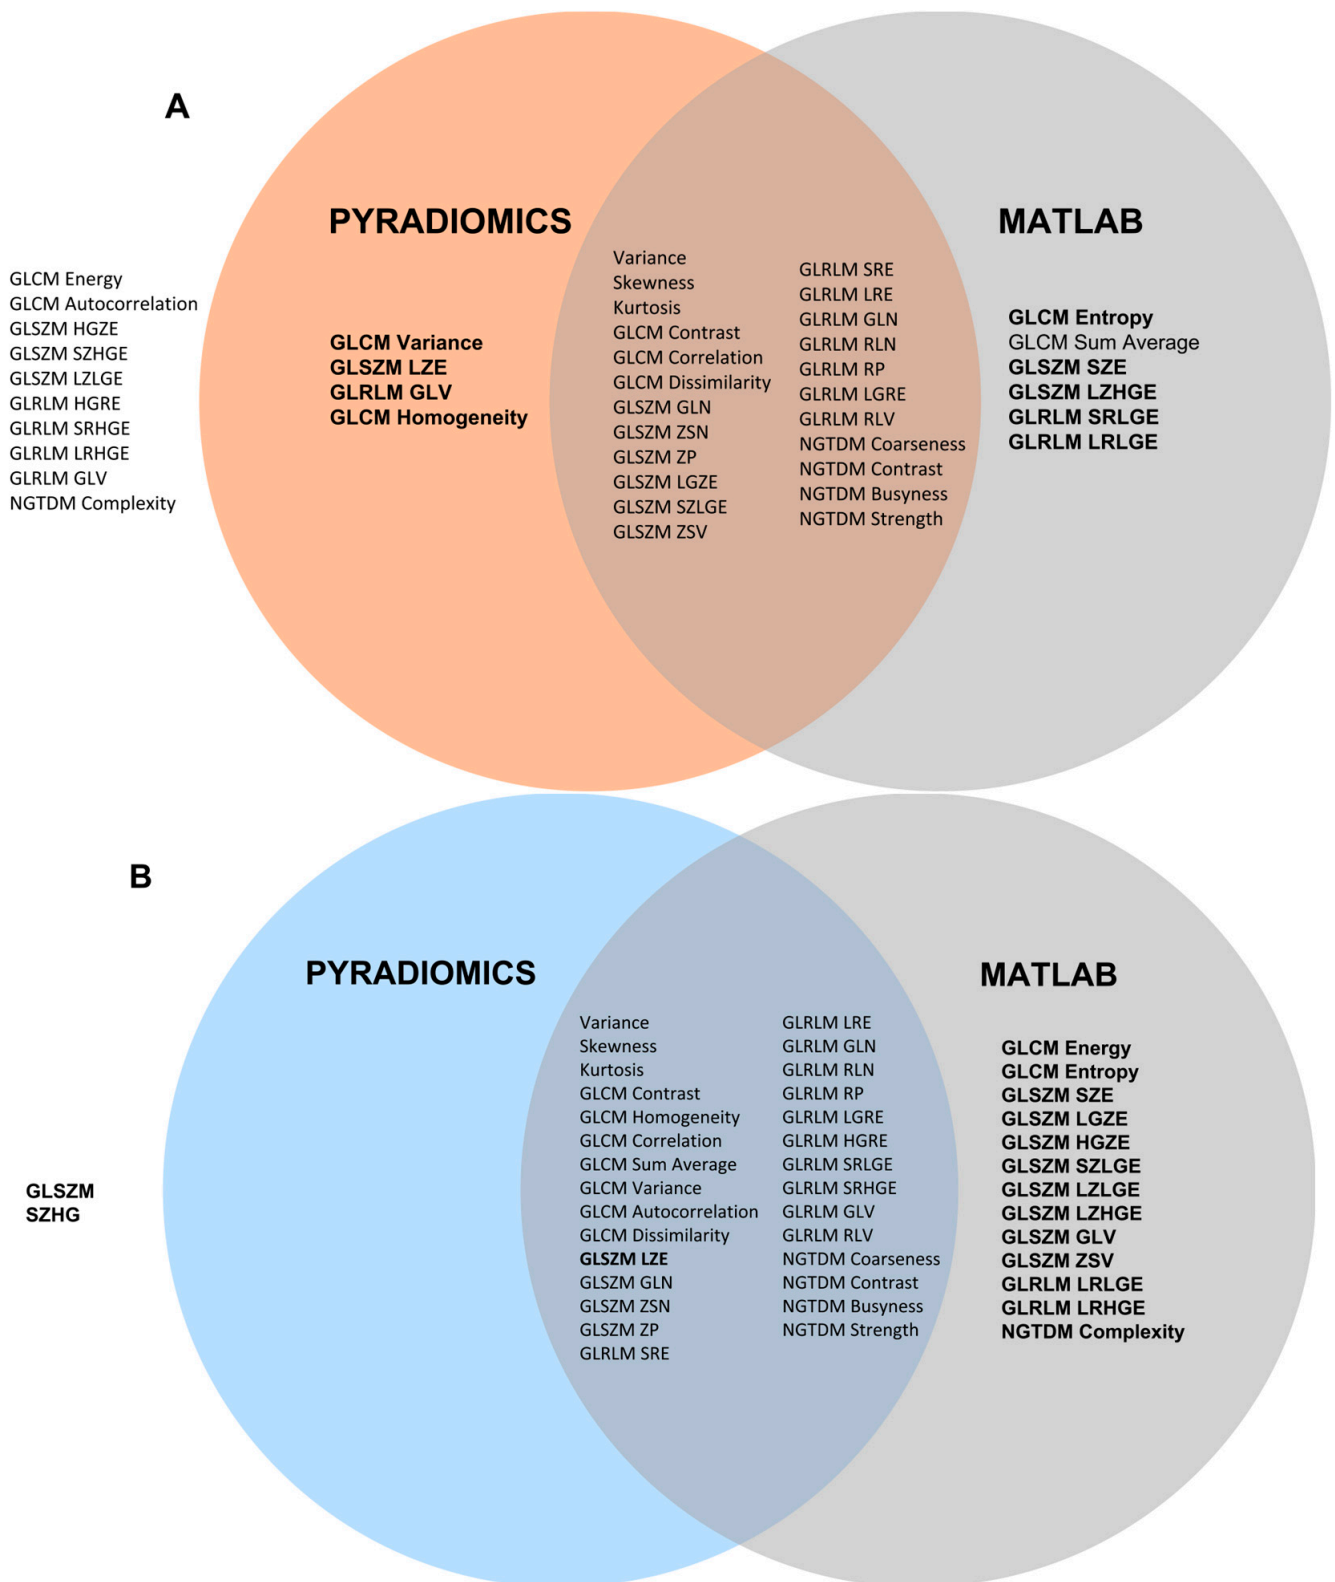 A
PYRADIOMICS
MATLAB
GLCM Energy
GLCM Autocorrelation
GLSZM HGZE
GLSZM SZHGE
GLSZM LZLGE
GLRLM HGRE
GLRLM SRHGE
GLRLM LRHGE
GLRLM GLV
NGTDM Complexity
GLCM Variance
GLSZM LZE
GLRLM GLV
GLCM Homogeneity
Variance
Skewness
Kurtosis
GLCM Contrast
GLCM Correlation
GLCM Dissimilarity
GLSZM GLN
GLSZM ZSN
GLSZM ZP
GLSZM LGZE
GLSZM SZLGE
GLSZM ZSV
GLRLM SRE
GLRLM LRE
GLRLM GLN
GLRLM RLN
GLRLM RP
GLRLM LGRE
GLRLM RLV
NGTDM Coarseness
NGTDM Contrast
NGTDM Busyness
NGTDM Strength
GLCM Entropy
GLCM Sum Average
GLSZM SZE
GLSZM LZHGE
GLRLM SRLGE
GLRLM LRLGE
B
PYRADIOMICS
MATLAB
GLSZM
SZHG
Variance
Skewness
Kurtosis
GLCM Contrast
GLCM Homogeneity
GLCM Correlation
GLCM Sum Average
GLCM Variance
GLCM Autocorrelation
GLCM Dissimilarity
GLSZM LZE
GLSZM GLN
GLSZM ZSN
GLSZM ZP
GLRLM SRE
GLRLM LRE
GLRLM GLN
GLRLM RLN
GLRLM RP
GLRLM LGRE
GLRLM HGRE
GLRLM SRLGE
GLRLM SRHGE
GLRLM GLV
GLRLM RLV
NGTDM Coarseness
NGTDM Contrast
NGTDM Busyness
NGTDM Strength
GLCM Energy
GLCM Entropy
GLSZM SZE
GLSZM LGZE
GLSZM HGZE
GLSZM SZLGE
GLSZM LZLGE
GLSZM LZHGE
GLSZM GLV
GLSZM ZSV
GLRLM LRLGE
GLRLM LRHGE
NGTDM Complexity